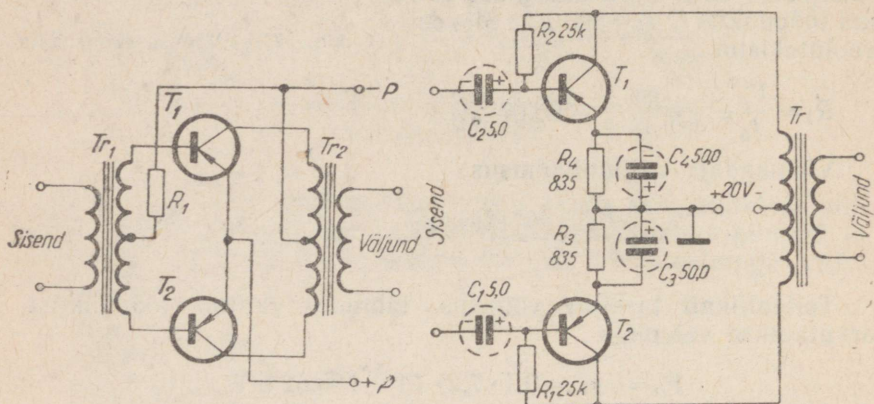 T₁
– P
Tr₁
Tr₂
R₁
Sisend
Väljund
T₂
+ P
R₂ 25k
T₁
– +
C₂ 5,0
Sisend
R₄
835
–
C₄ 50,0
+
+20V-
Tr
Väljund
R₃
835
+
C₃ 50,0
–
C₁ 5,0
– +
T₂
R₁ 25k